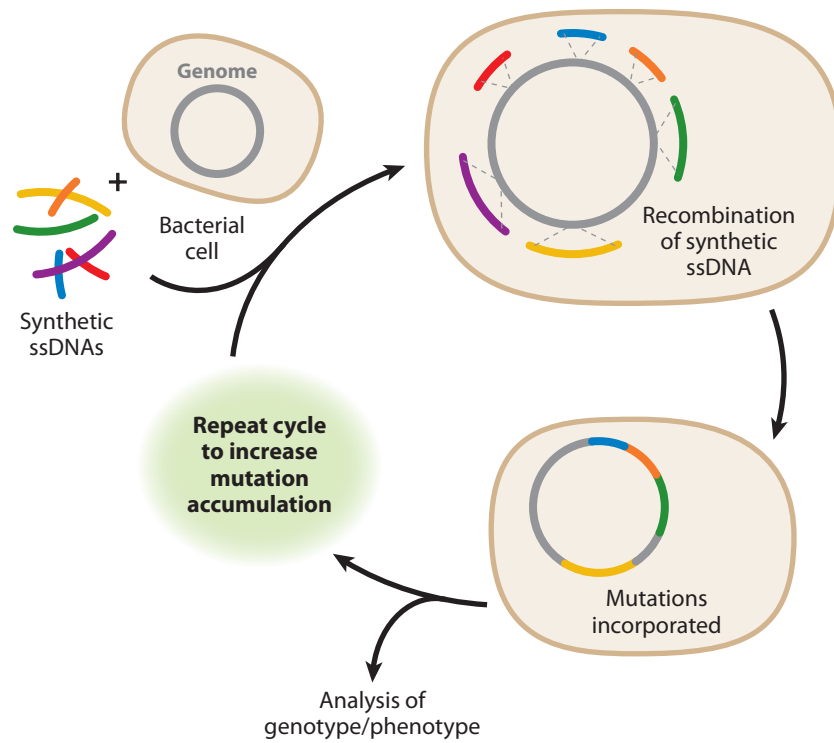 Genome
+
Bacterial
cell
Synthetic
ssDNAs
Recombination
of synthetic
ssDNA
Repeat cycle
to increase
mutation
accumulation
Mutations
incorporated
Analysis of
genotype/phenotype